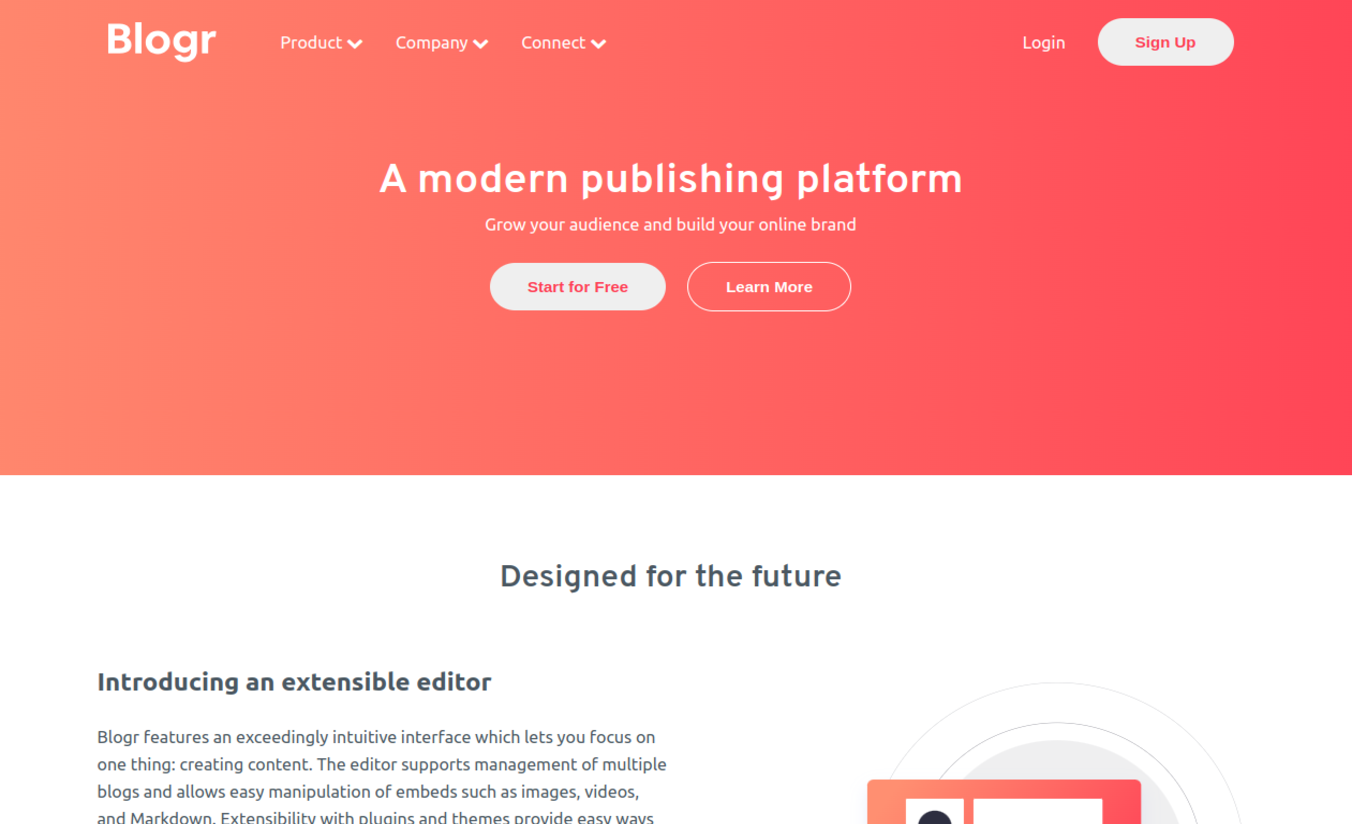 Blogr
Product
Company
Connect
Login
Sign Up
A modern publishing platform
Grow your audience and build your online brand
Start for Free
Learn More
Designed for the future
Introducing an extensible editor
Blogr features an exceedingly intuitive interface which lets you focus on
one thing: creating content. The editor supports management of multiple
blogs and allows easy manipulation of embeds such as images, videos,
and Markdown. Extensibility with plugins and themes provide easy ways